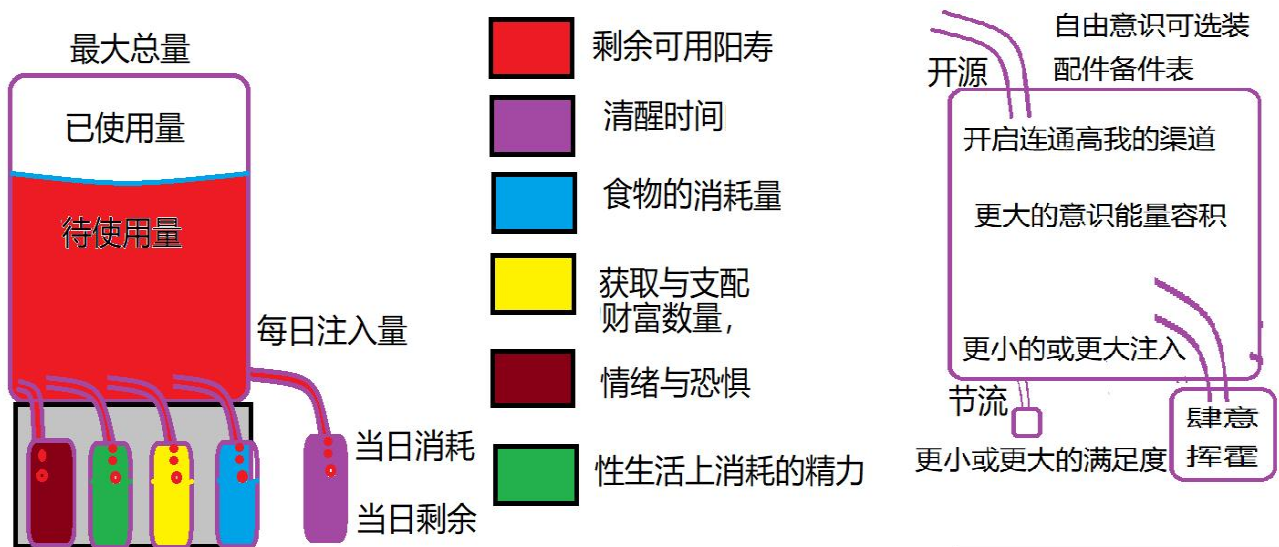 最大总量
已使用量
待使用量
每日注入量
当日消耗
当日剩余
剩余可用阳寿
清醒时间
食物的消耗量
获取与支配
财富数量，
情绪与恐惧
性生活上消耗的精力
自由意识可选装
配件备件表
开源
开启连通高我的渠道
更大的意识能量容积
更小的或更大注入
节流
更小或更大的满足度
肆意
挥霍